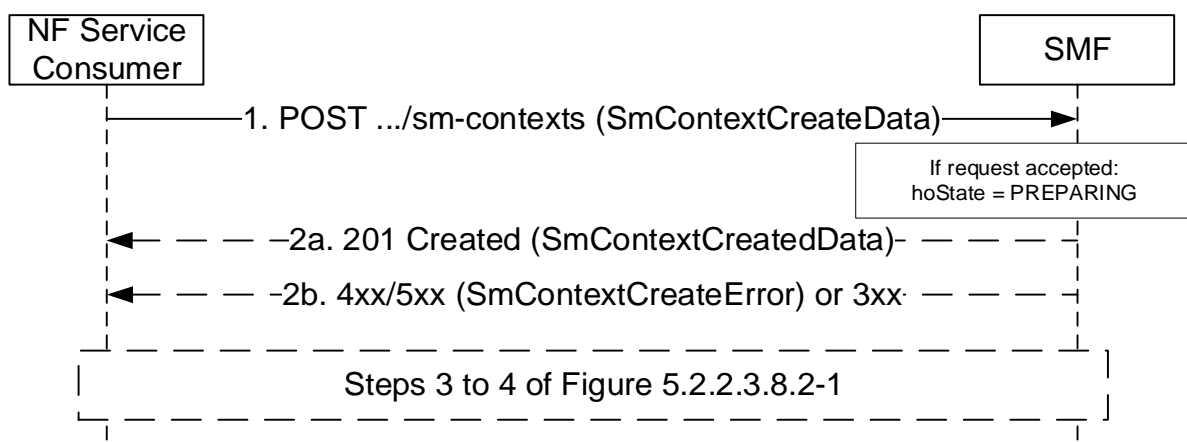 NF Service
Consumer
SMF
1. POST .../sm-contexts (SmContextCreateData)
If request accepted:
hoState = PREPARING
2a. 201 Created (SmContextCreatedData)
2b. 4xx/5xx (SmContextCreateError) or 3xx
Steps 3 to 4 of Figure 5.2.2.3.8.2-1